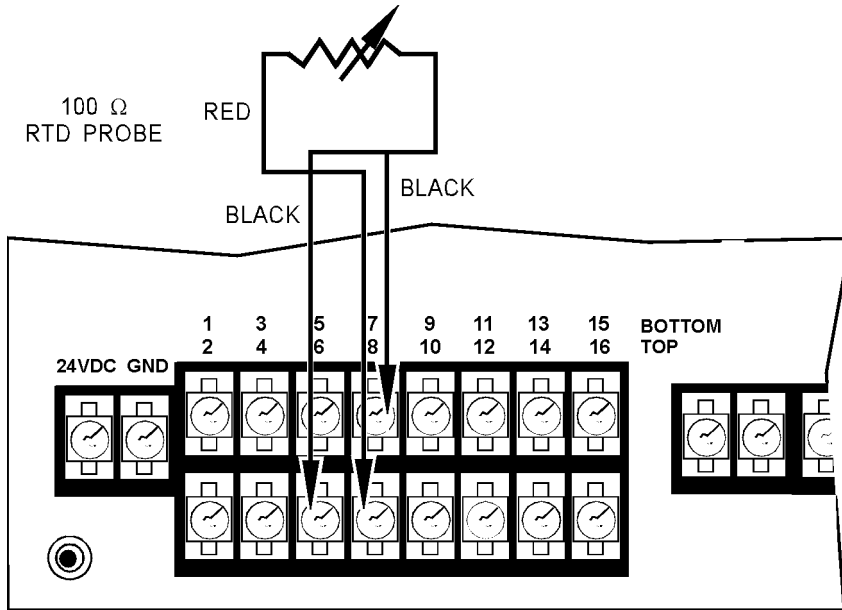 100 Ω
RTD PROBE
RED
BLACK
BLACK
1 3 5 7 9 11 13 15 BOTTOM
2 4 6 8 10 12 14 16 TOP
24VDC GND